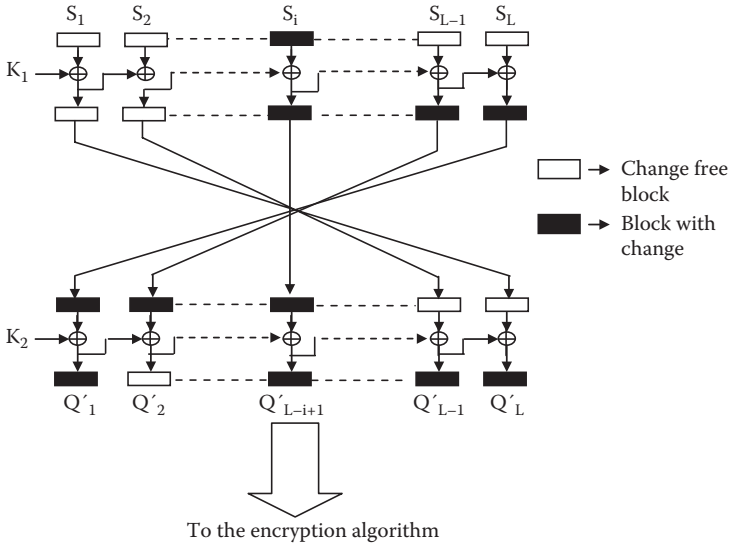 S1 S2 Si SL−1 SL
K1
Change free
block
Block with
change
K2
Q′1 Q′2 Q′L−i+1 Q′L−1 Q′L
To the encryption algorithm